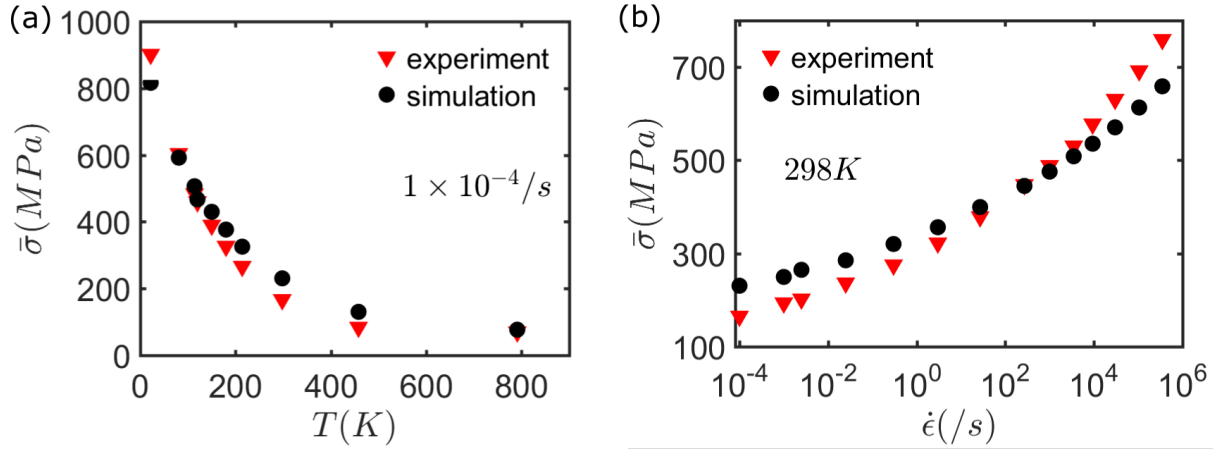 (a)
1000
800
600
400
200
0
σ̄(MPa)
experiment
simulation
1 × 10⁻⁴/s
0 200 400 600 800
T(K)
(b)
700
500
300
100
σ̄(MPa)
experiment
simulation
298K
10⁻⁴ 10⁻² 10⁰ 10² 10⁴ 10⁶
ϵ̇(/s)